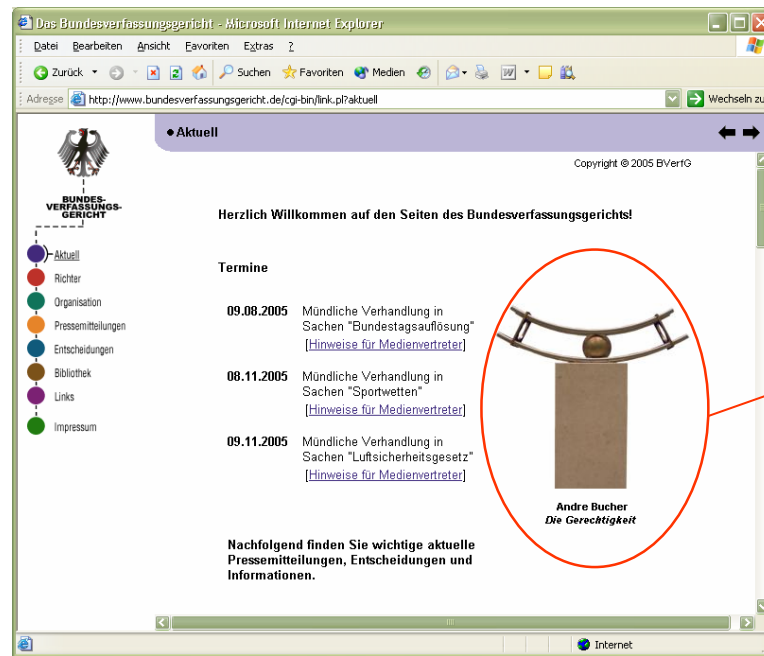 Das Bundesverfassungsgericht - Microsoft Internet Explorer
Datei Bearbeiten Ansicht Favoriten Extras ?
Zurück Suchen Favoriten Medien
Adresse http://www.bundesverfassungsgericht.de/cgi-bin/link.pl?aktuell Wechseln zu
Aktuell
Copyright © 2005 BVerfG
BUNDES-
VERFASSUNGS-
GERICHT
Aktuell
Richter
Organisation
Pressemitteilungen
Entscheidungen
Bibliothek
Links
Impressum
Herzlich Willkommen auf den Seiten des Bundesverfassungsgerichts!
Termine
09.08.2005 Mündliche Verhandlung in
Sachen "Bundestagsauflösung"
[Hinweise für Medienvertreter]
08.11.2005 Mündliche Verhandlung in
Sachen "Sportwetten"
[Hinweise für Medienvertreter]
09.11.2005 Mündliche Verhandlung in
Sachen "Luftsicherheitsgesetz"
[Hinweise für Medienvertreter]
Andre Bucher
Die Gerechtigkeit
Nachfolgend finden Sie wichtige aktuelle
Pressemitteilungen, Entscheidungen und
Informationen.
Internet